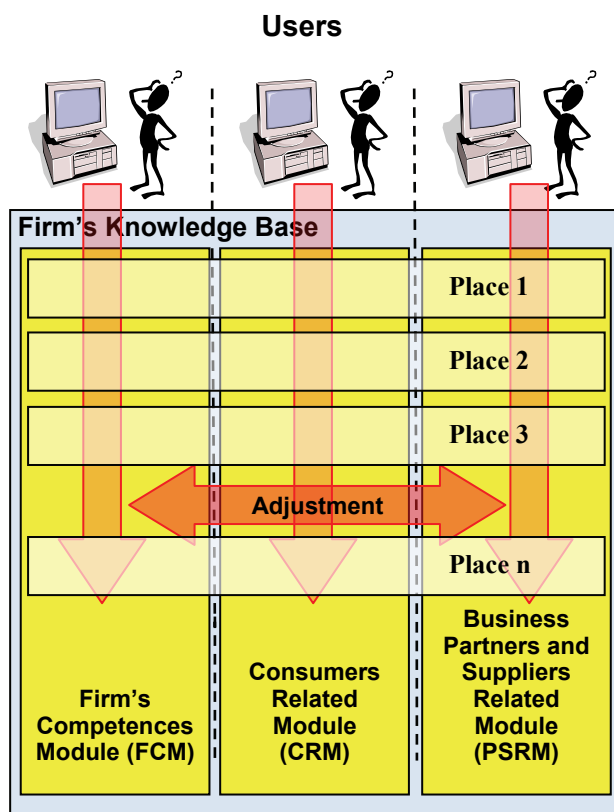 Users
?
?
?
Firm's Knowledge Base
Place 1
Place 2
Place 3
Adjustment
Place n
Firm's
Competences
Module (FCM)
Consumers
Related
Module
(CRM)
Business
Partners and
Suppliers
Related
Module
(PSRM)